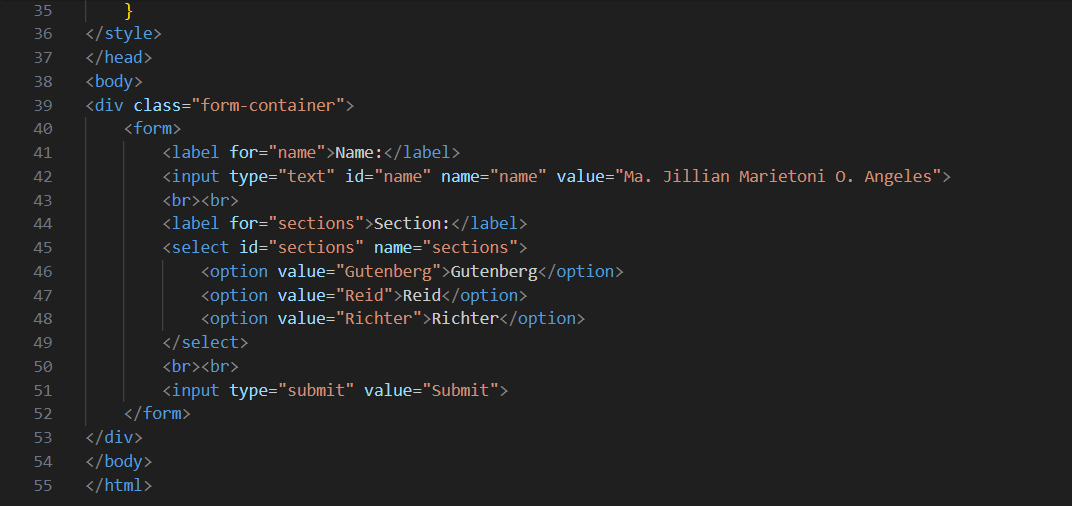 35 }
36 </style>
37 </head>
38 <body>
39 <div class="form-container">
40 <form>
41 <label for="name">Name:</label>
42 <input type="text" id="name" name="name" value="Ma. Jillian Marietoni O. Angeles">
43 <br><br>
44 <label for="sections">Section:</label>
45 <select id="sections" name="sections">
46 <option value="Gutenberg">Gutenberg</option>
47 <option value="Reid">Reid</option>
48 <option value="Richter">Richter</option>
49 </select>
50 <br><br>
51 <input type="submit" value="Submit">
52 </form>
53 </div>
54 </body>
55 </html>